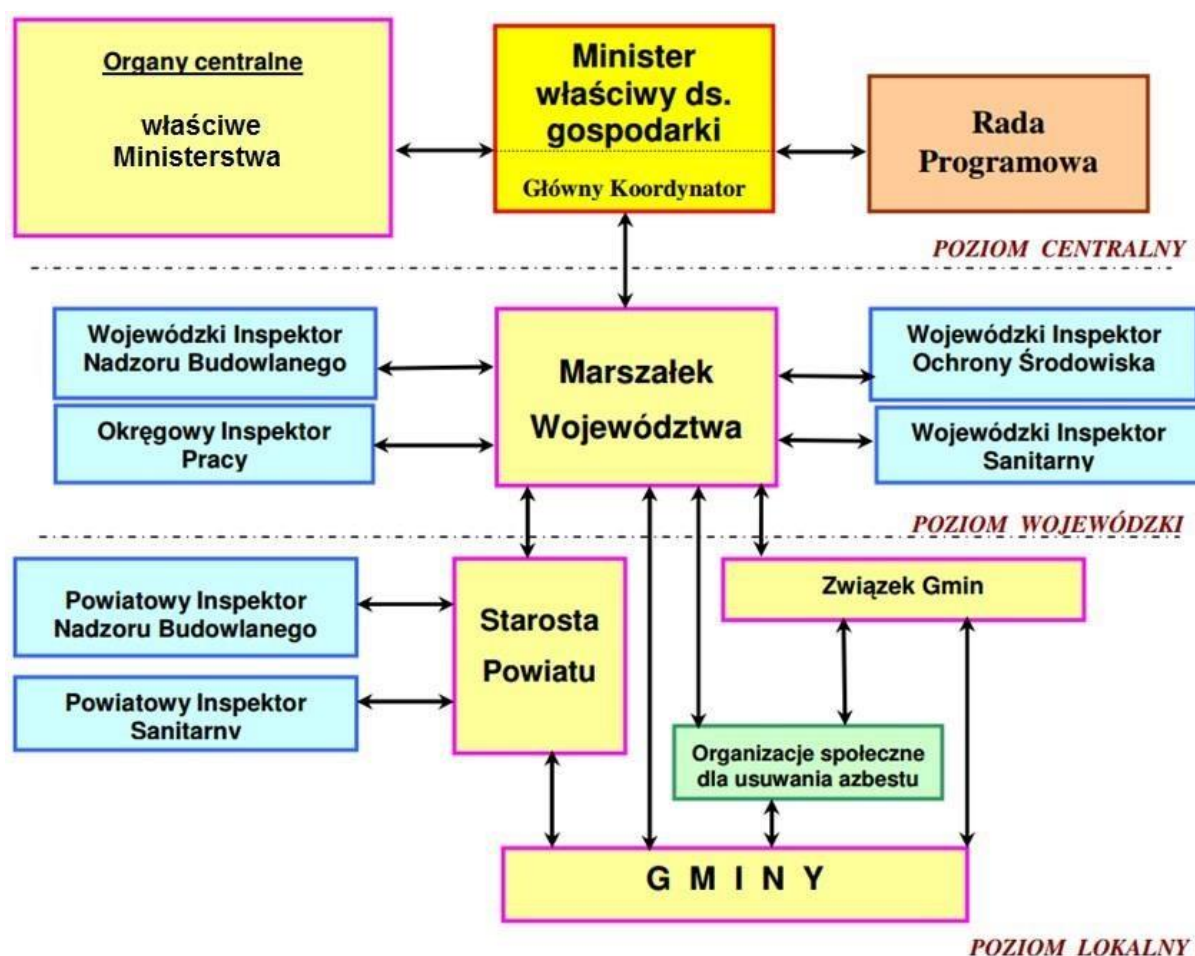 Organy centralne
właściwe
Ministerstwa
Minister
właściwy ds.
gospodarki
Główny Koordynator
Rada
Programowa
POZIOM CENTRALNY
Wojewódzki Inspektor
Nadzoru Budowlanego
Okręgowy Inspektor
Pracy
Marszałek
Województwa
Wojewódzki Inspektor
Ochrony Środowiska
Wojewódzki Inspektor
Sanitarny
POZIOM WOJEWÓDZKI
Powiatowy Inspektor
Nadzoru Budowlanego
Powiatowy Inspektor
Sanitarny
Starosta
Powiatu
Związek Gmin
Organizacje społeczne
dla usuwania azbestu
G M I N Y
POZIOM LOKALNY